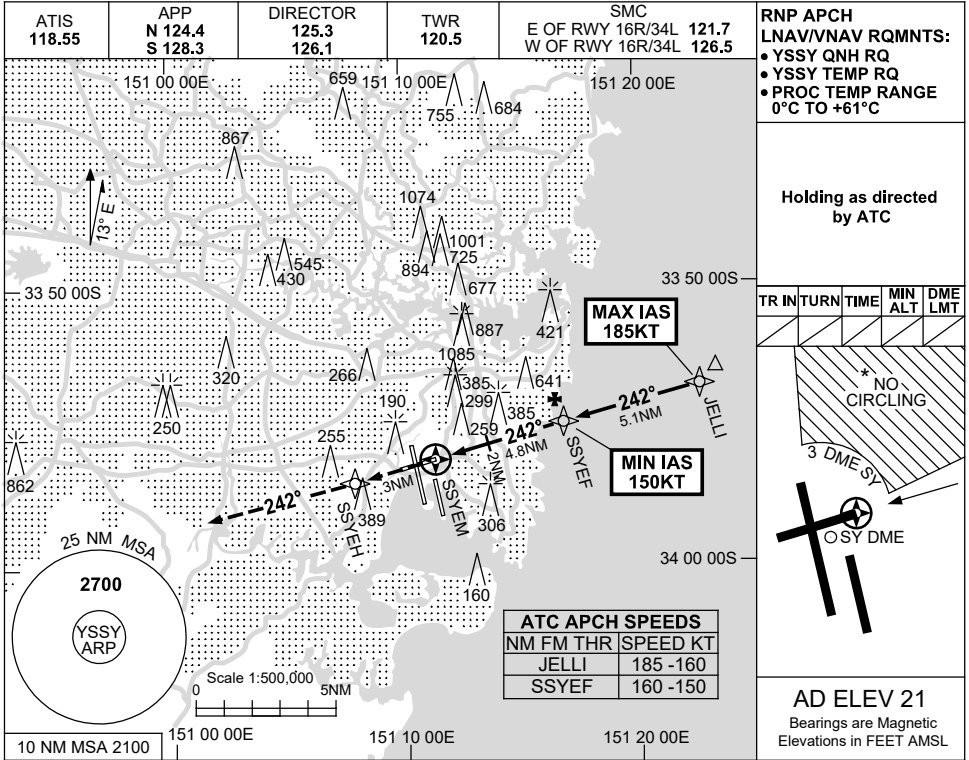 ATIS
118.55
APP
N 124.4
S 128.3
DIRECTOR
125.3
126.1
TWR
120.5
SMC
E OF RWY 16R/34L 121.7
W OF RWY 16R/34L 126.5
RNP APCH
LNAV/VNAV RQMNTS:
• YSSY QNH RQ
• YSSY TEMP RQ
• PROC TEMP RANGE
0°C TO +61°C
Holding as directed
by ATC
TR IN TURN TIME MIN ALT DME LMT
* NO
CIRCLING
3 DME SY
SY DME
AD ELEV 21
Bearings are Magnetic
Elevations in FEET AMSL
151 00 00E
151 10 00E
151 20 00E
659
755
684
867
13° E
1074
1001
725
894
545
430
677
33 50 00S
33 50 00S
887
421
MAX IAS
185KT
320
266
1085
385
299
259
641
385
190
250
255
862
242°
5.1NM
JELLI
242°
4.8NM
SSYEF
2NM
MIN IAS
150KT
3NM
SSYEM
242°
SSYEH
389
306
160
34 00 00S
25 NM MSA
2700
YSSY
ARP
10 NM MSA 2100
Scale 1:500,000
0 5NM
ATC APCH SPEEDS
NM FM THR SPEED KT
JELLI 185 -160
SSYEF 160 -150
151 00 00E
151 10 00E
151 20 00E